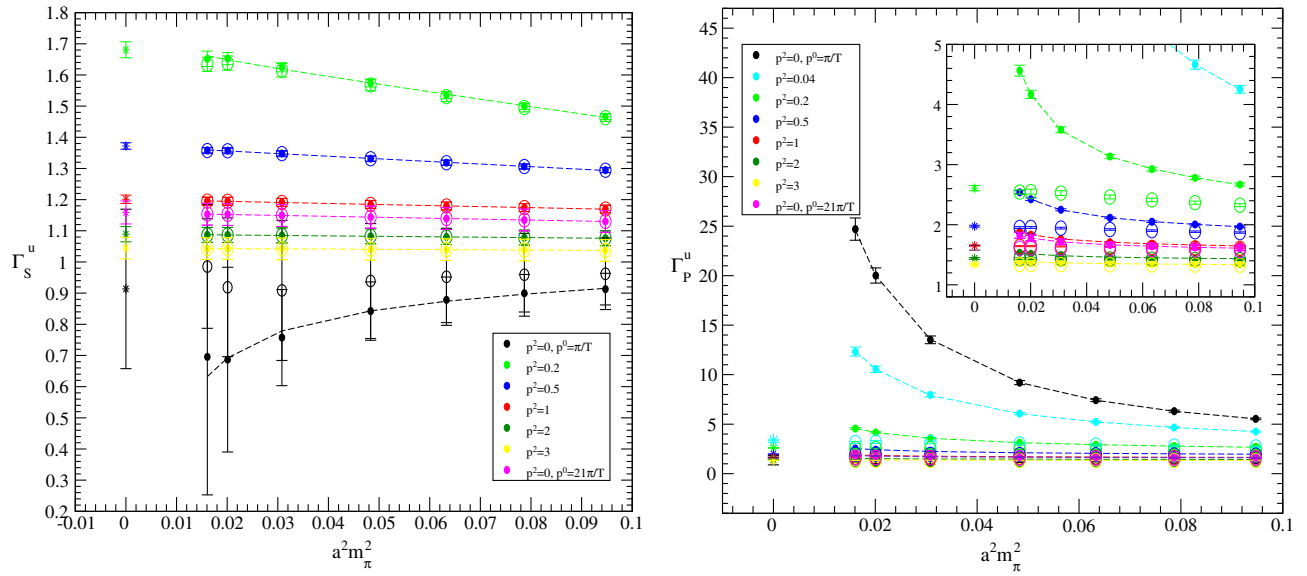 1.8
1.7
1.6
1.5
1.4
1.3
1.2
1.1
1
0.9
0.8
0.7
0.6
0.5
0.4
0.3
0.2
Γ_S^u
p²=0, p⁰=π/T
p²=0.2
p²=0.5
p²=1
p²=2
p²=3
p²=0, p⁰=21π/T
-0.01 0 0.01 0.02 0.03 0.04 0.05 0.06 0.07 0.08 0.09 0.1
a²m_π²
45
40
35
30
25
20
15
10
5
0
Γ_P^u
p²=0, p⁰=π/T
p²=0.04
p²=0.2
p²=0.5
p²=1
p²=2
p²=3
p²=0, p⁰=21π/T
5
4
3
2
1
0 0.02 0.04 0.06 0.08 0.1
0 0.02 0.04 0.06 0.08 0.1
a²m_π²